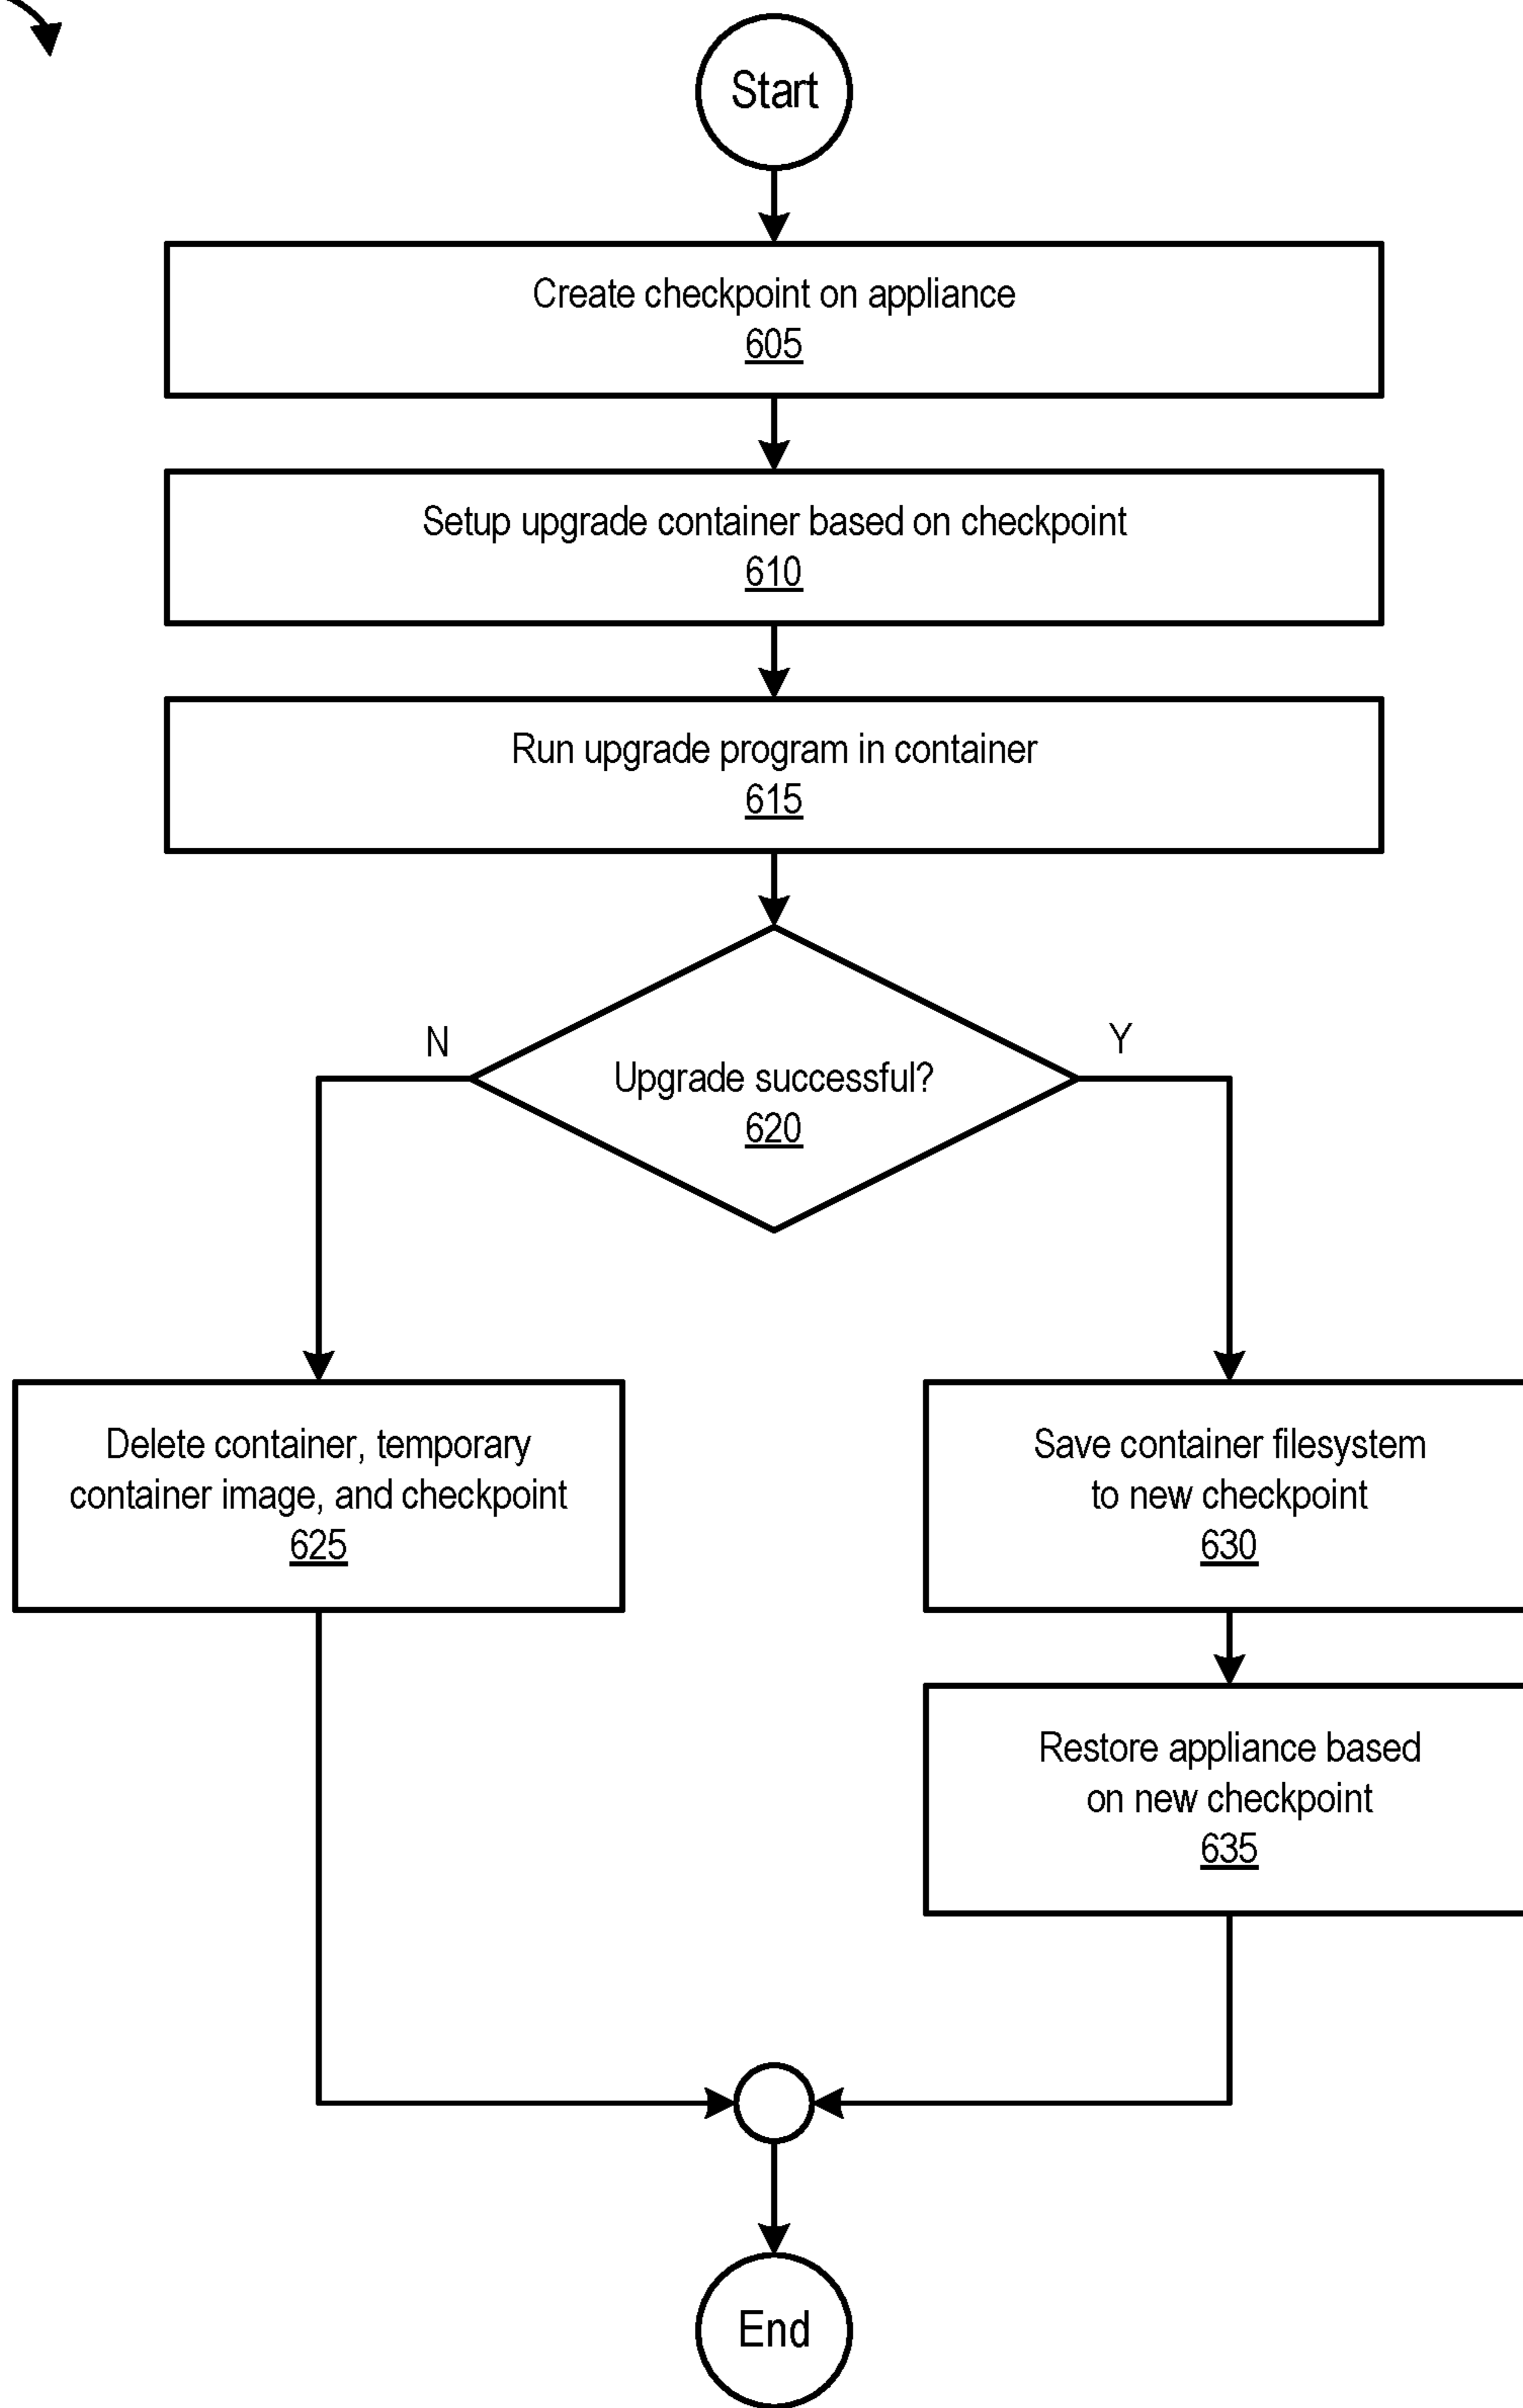 Start
Create checkpoint on appliance
605
Setup upgrade container based on checkpoint
610
Run upgrade program in container
615
N
Y
Upgrade successful?
620
Delete container, temporary
container image, and checkpoint
625
Save container filesystem
to new checkpoint
630
Restore appliance based
on new checkpoint
635
End